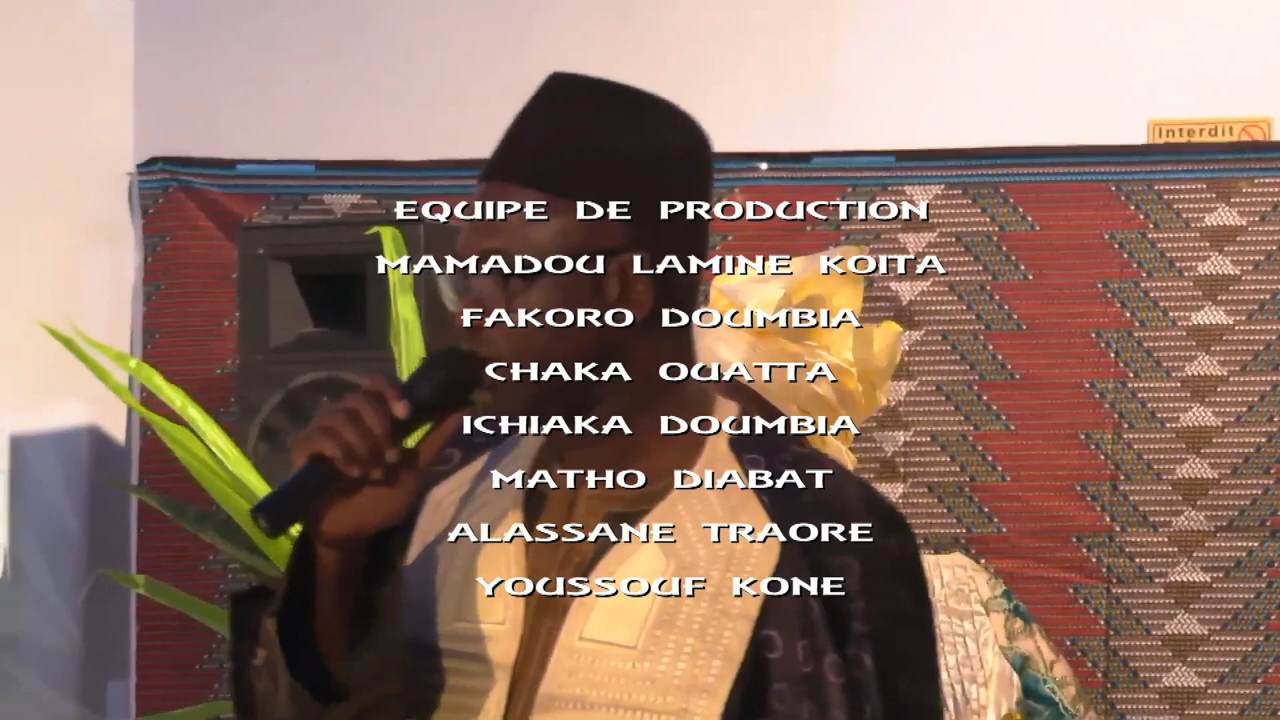 Interdit
EQUIPE DE PRODUCTION
MAMADOU LAMINE KOITA
FAKORO DOUMBIA
CHAKA OUATTA
ICHIAKA DOUMBIA
MATHO DIABAT
ALASSANE TRAORE
YOUSSOUF KONE